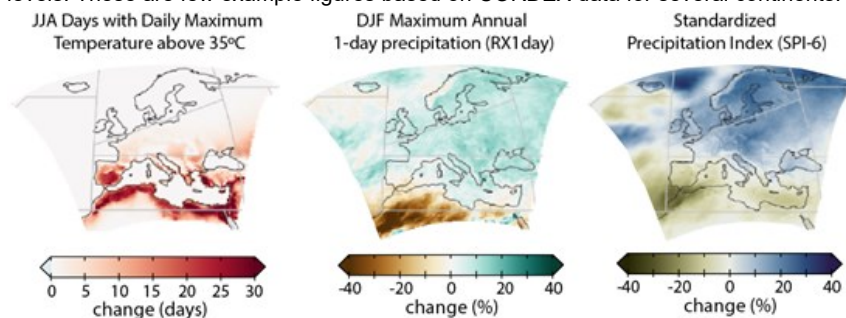 JJA Days with Daily Maximum
Temperature above 35ºC
DJF Maximum Annual
1-day precipitation (RX1day)
Standardized
Precipitation Index (SPI-6)
0 5 10 15 20 25 30
change (days)
-40 -20 0 20 40
change (%)
-40 -20 0 20 40
change (%)